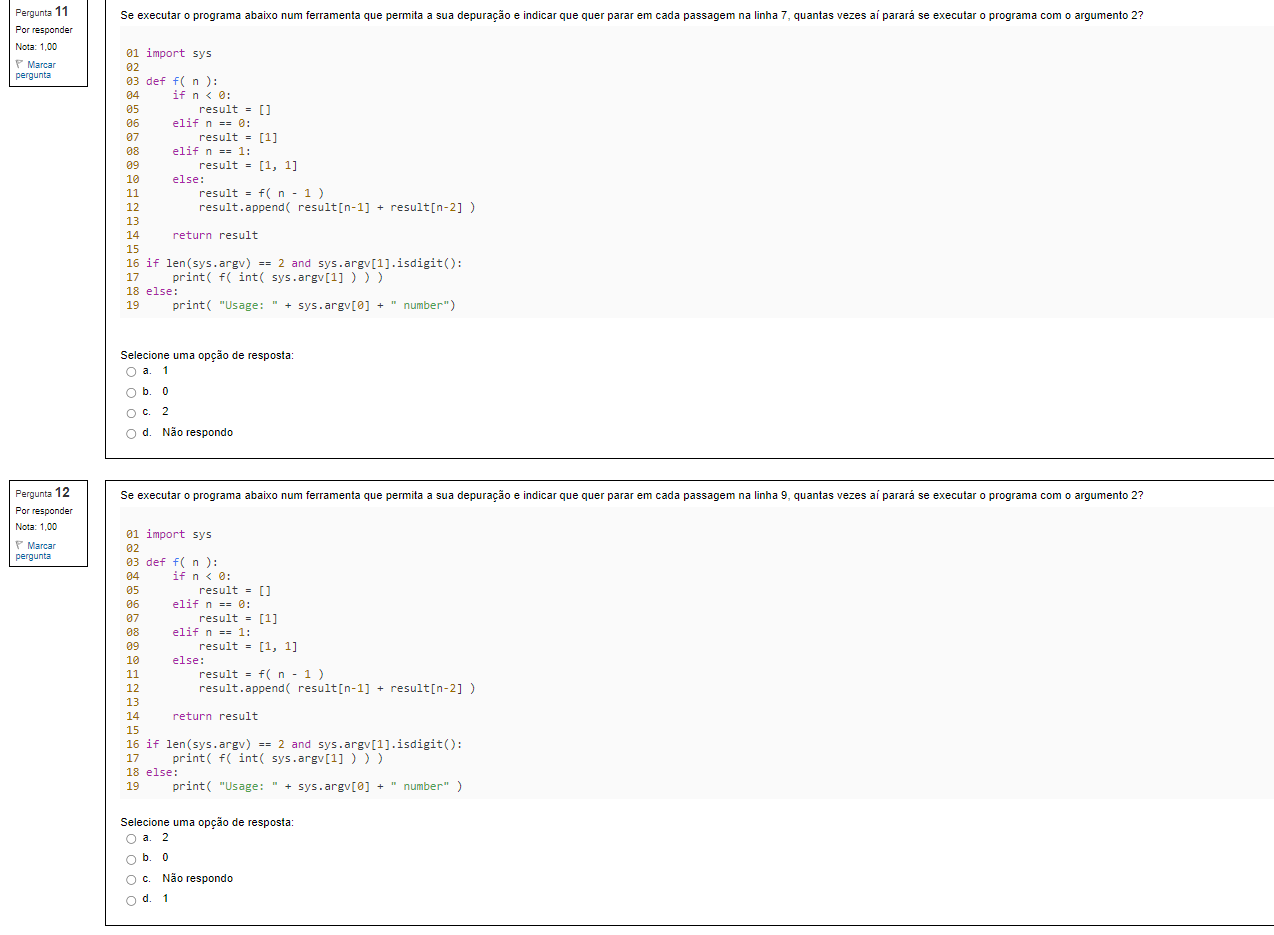 Pergunta 11
Por responder
Nota: 1,00
Marcar
pergunta
Se executar o programa abaixo num ferramenta que permita a sua depuração e indicar que quer parar em cada passagem na linha 7, quantas vezes aí parará se executar o programa com o argumento 2?
01 import sys
02
03 def f( n ):
04     if n < 0:
05         result = []
06     elif n == 0:
07         result = [1]
08     elif n == 1:
09         result = [1, 1]
10     else:
11         result = f( n - 1 )
12         result.append( result[n-1] + result[n-2] )
13
14     return result
15
16 if len(sys.argv) == 2 and sys.argv[1].isdigit():
17     print( f( int( sys.argv[1] ) ) )
18 else:
19     print( "Usage: " + sys.argv[0] + " number")
Selecione uma opção de resposta:
a. 1
b. 0
c. 2
d. Não respondo
Pergunta 12
Por responder
Nota: 1,00
Marcar
pergunta
Se executar o programa abaixo num ferramenta que permita a sua depuração e indicar que quer parar em cada passagem na linha 9, quantas vezes aí parará se executar o programa com o argumento 2?
01 import sys
02
03 def f( n ):
04     if n < 0:
05         result = []
06     elif n == 0:
07         result = [1]
08     elif n == 1:
09         result = [1, 1]
10     else:
11         result = f( n - 1 )
12         result.append( result[n-1] + result[n-2] )
13
14     return result
15
16 if len(sys.argv) == 2 and sys.argv[1].isdigit():
17     print( f( int( sys.argv[1] ) ) )
18 else:
19     print( "Usage: " + sys.argv[0] + " number" )
Selecione uma opção de resposta:
a. 2
b. 0
c. Não respondo
d. 1